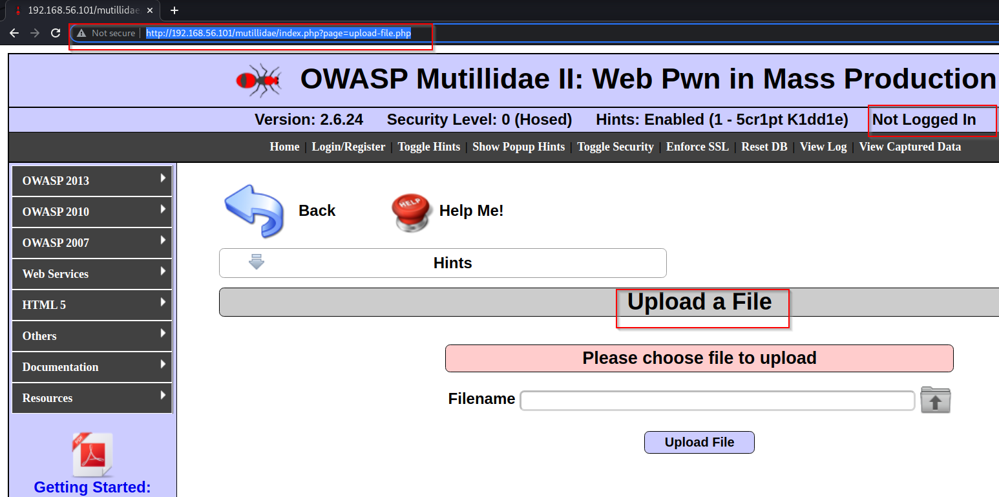 192.168.56.101/mutillidae
Not secure
http://192.168.56.101/mutillidae/index.php?page=upload-file.php
OWASP Mutillidae II: Web Pwn in Mass Production
Version: 2.6.24 Security Level: 0 (Hosed) Hints: Enabled (1 - 5cr1pt K1dd1e) Not Logged In
Home | Login/Register | Toggle Hints | Show Popup Hints | Toggle Security | Enforce SSL | Reset DB | View Log | View Captured Data
OWASP 2013
OWASP 2010
OWASP 2007
Web Services
HTML 5
Others
Documentation
Resources
PDF
Getting Started:
Back
HELP
Help Me!
Hints
Upload a File
Please choose file to upload
Filename
Upload File